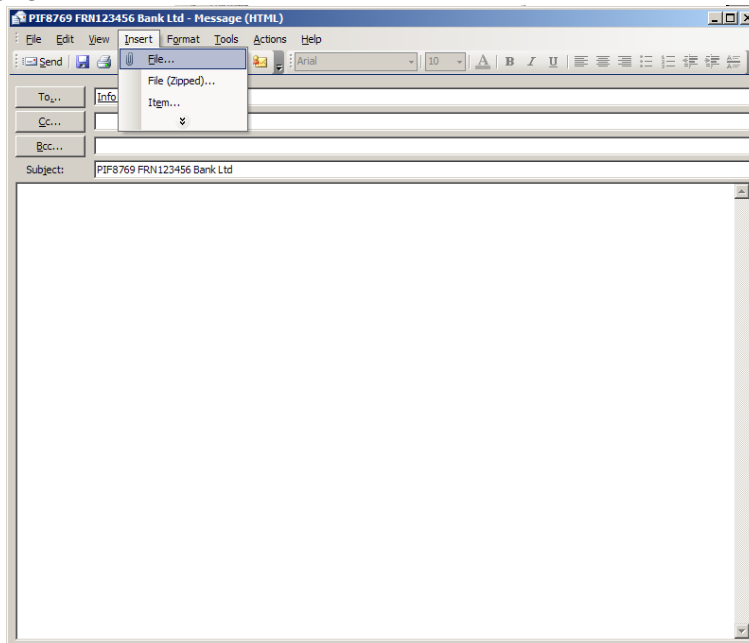 PIF8769 FRN123456 Bank Ltd - Message (HTML)
File Edit View Insert Format Tools Actions Help
Send Arial 10 A B I U
File...
File (Zipped)...
Item...
To... Info
Cc...
Bcc...
Subject: PIF8769 FRN123456 Bank Ltd